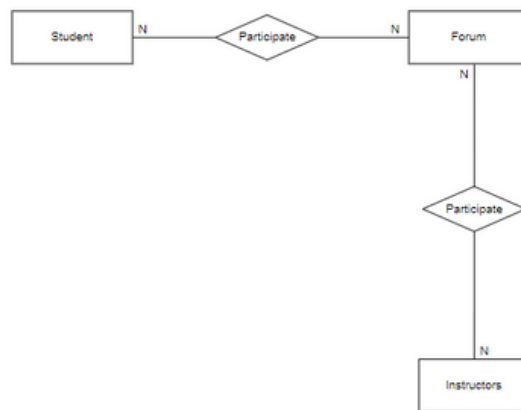 Student
N
Participate
N
Forum
N
Participate
N
Instructors